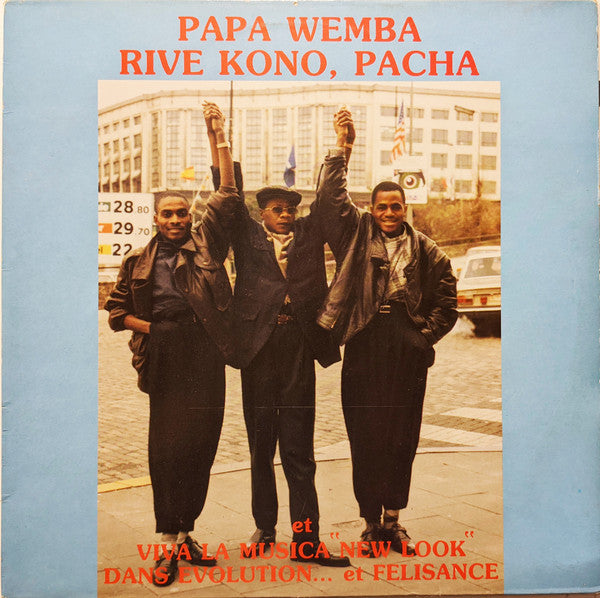 PAPA WEMBA
RIVE KONO, PACHA
28.80
29.70
22
et
VIVA LA MUSICA "NEW LOOK"
DANS EVOLUTION... et FELISANCE